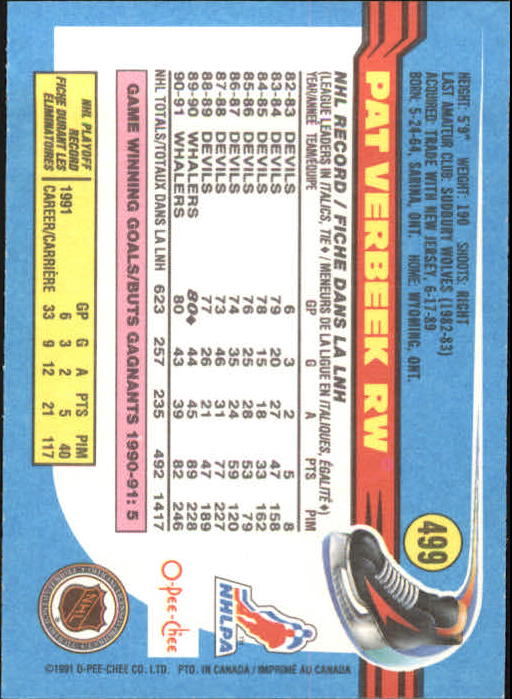 499
PAT VERBEEK RW
HEIGHT: 5'9" WEIGHT: 190 SHOOTS: RIGHT
LAST AMATEUR CLUB: SUDBURY WOLVES (1982-83)
ACQUIRED: TRADE WITH NEW JERSEY, 6-17-89
BORN: 5-24-64, SARNIA, ONT. HOME: WYOMING, ONT.
NHL RECORD / FICHE DANS LA LNH
(LEAGUE LEADERS IN ITALICS, TIE♦ / MENEURS DE LA LIGUE EN ITALIQUES, ÉGALITÉ♦)
YEAR/ANNÉE TEAM/ÉQUIPE GP G A PTS PIM
82-83 DEVILS 6 3 2 5 8
83-84 DEVILS 79 20 27 47 158
84-85 DEVILS 78 15 18 33 162
85-86 DEVILS 76 25 28 53 79
86-87 DEVILS 74 35 24 59 120
87-88 DEVILS 73 46 31 77 227
88-89 DEVILS 77 26 21 47 189
89-90 WHALERS 80♦ 44 45 89 228
90-91 WHALERS 80 43 39 82 246
NHL TOTALS/TOTAUX DANS LA LNH 623 257 235 492 1417
GAME WINNING GOALS/BUTS GAGNANTS 1990-91: 5
NHL PLAYOFF
RECORD
FICHE DURANT LES
ÉLIMINATOIRES
GP G A PTS PIM
1991 6 3 2 5 40
CAREER/CARRIÈRE 33 9 12 21 117
NHLPA
O-pee-chee
NHL
©1991 O-PEE-CHEE CO. LTD. PTD. IN CANADA / IMPRIMÉ AU CANADA